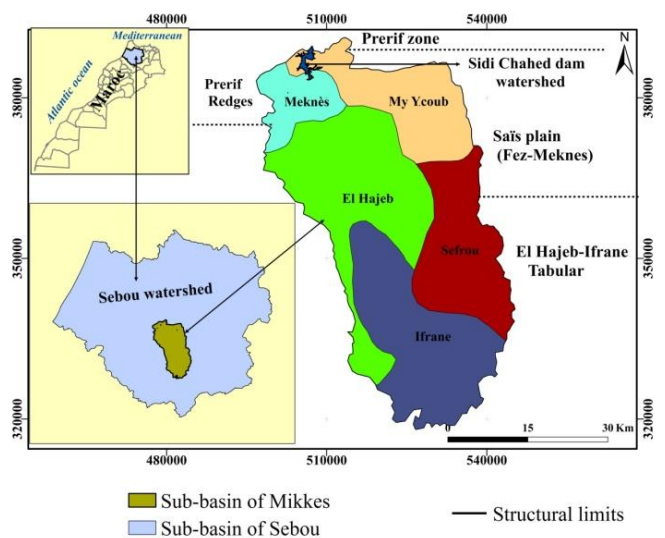 480000 510000 540000
Mediterranean
Atlantic ocean
Maroc
Prerif zone
N
Sidi Chahed dam
watershed
Prerif
Redges
Meknès
My Ycoub
Saïs plain
(Fez-Meknes)
El Hajeb
Sefrou
El Hajeb-Ifrane
Tabular
Ifrane
Sebou watershed
380000
350000
320000
380000
350000
320000
0 15 30 Km
480000 510000 540000
Sub-basin of Mikkes
Sub-basin of Sebou
Structural limits